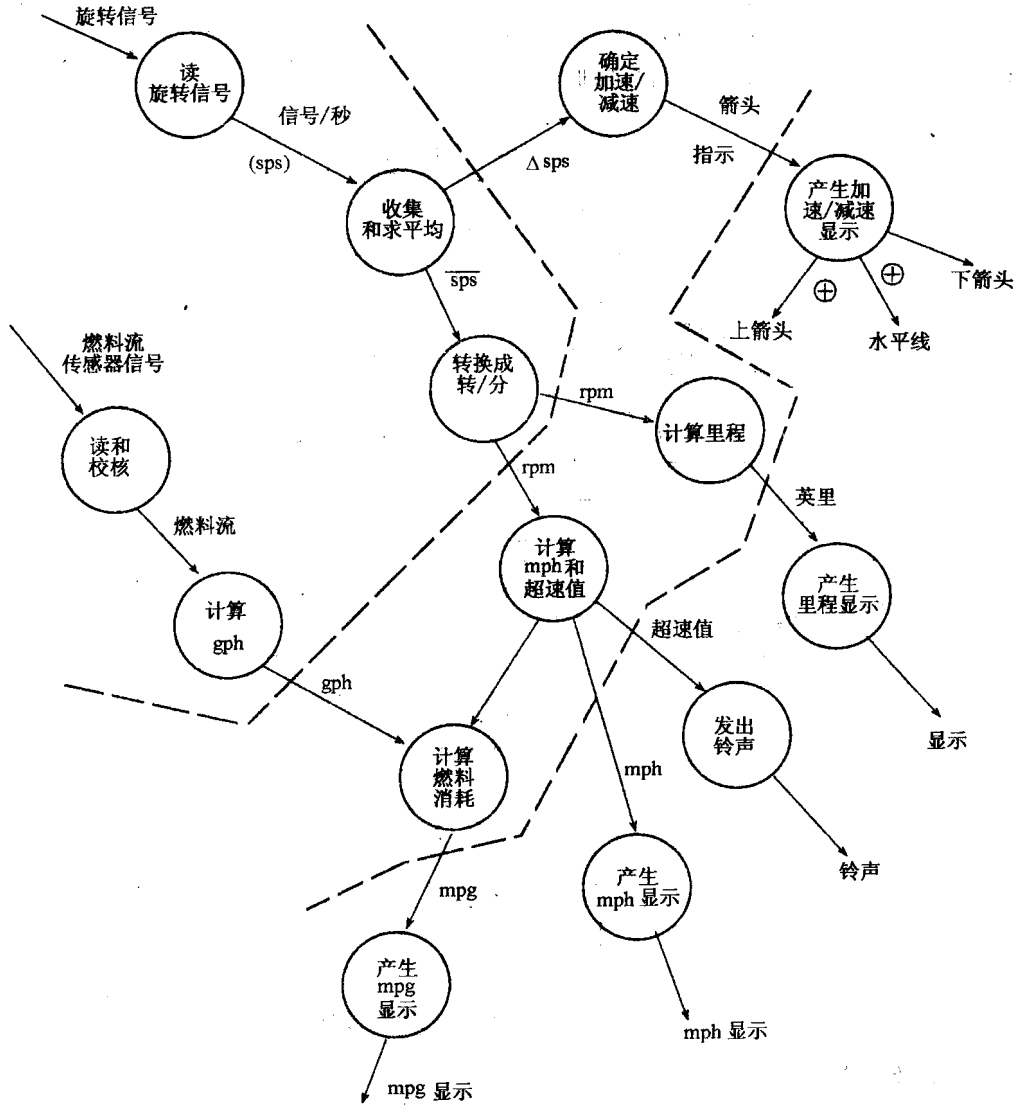 旋转信号
读
旋转信号
信号/秒
(sps)
收集
和求平均
Δ sps
确定
加速/
减速
箭头
指示
产生加
速/减速
显示
下箭头
上箭头
水平线
sps
燃料流
传感器信号
转换成
转/分
rpm
计算里程
读和
校核
rpm
英里
燃料流
计算
mph 和
超速值
产生
里程显示
计算
gph
超速值
gph
发出
铃声
显示
计算
燃料
消耗
mph
铃声
mpg
产生
mph 显示
产生
mpg
显示
mph 显示
mpg 显示